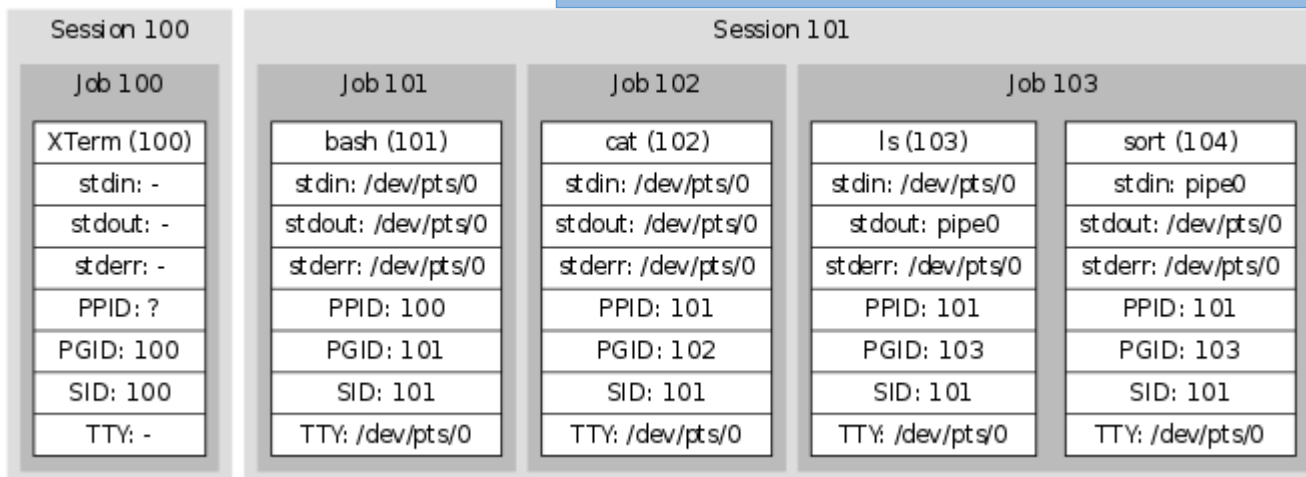 Session 100
Session 101
Job 100
Job 101
Job 102
Job 103
XTerm (100)
stdin: -
stdout: -
stderr: -
PPID: ?
PGID: 100
SID: 100
TTY: -
bash (101)
stdin: /dev/pts/0
stdout: /dev/pts/0
stderr: /dev/pts/0
PPID: 100
PGID: 101
SID: 101
TTY: /dev/pts/0
cat (102)
stdin: /dev/pts/0
stdout: /dev/pts/0
stderr: /dev/pts/0
PPID: 101
PGID: 102
SID: 101
TTY: /dev/pts/0
ls (103)
stdin: /dev/pts/0
stdout: pipe0
stderr: /dev/pts/0
PPID: 101
PGID: 103
SID: 101
TTY: /dev/pts/0
sort (104)
stdin: pipe0
stdout: /dev/pts/0
stderr: /dev/pts/0
PPID: 101
PGID: 103
SID: 101
TTY: /dev/pts/0